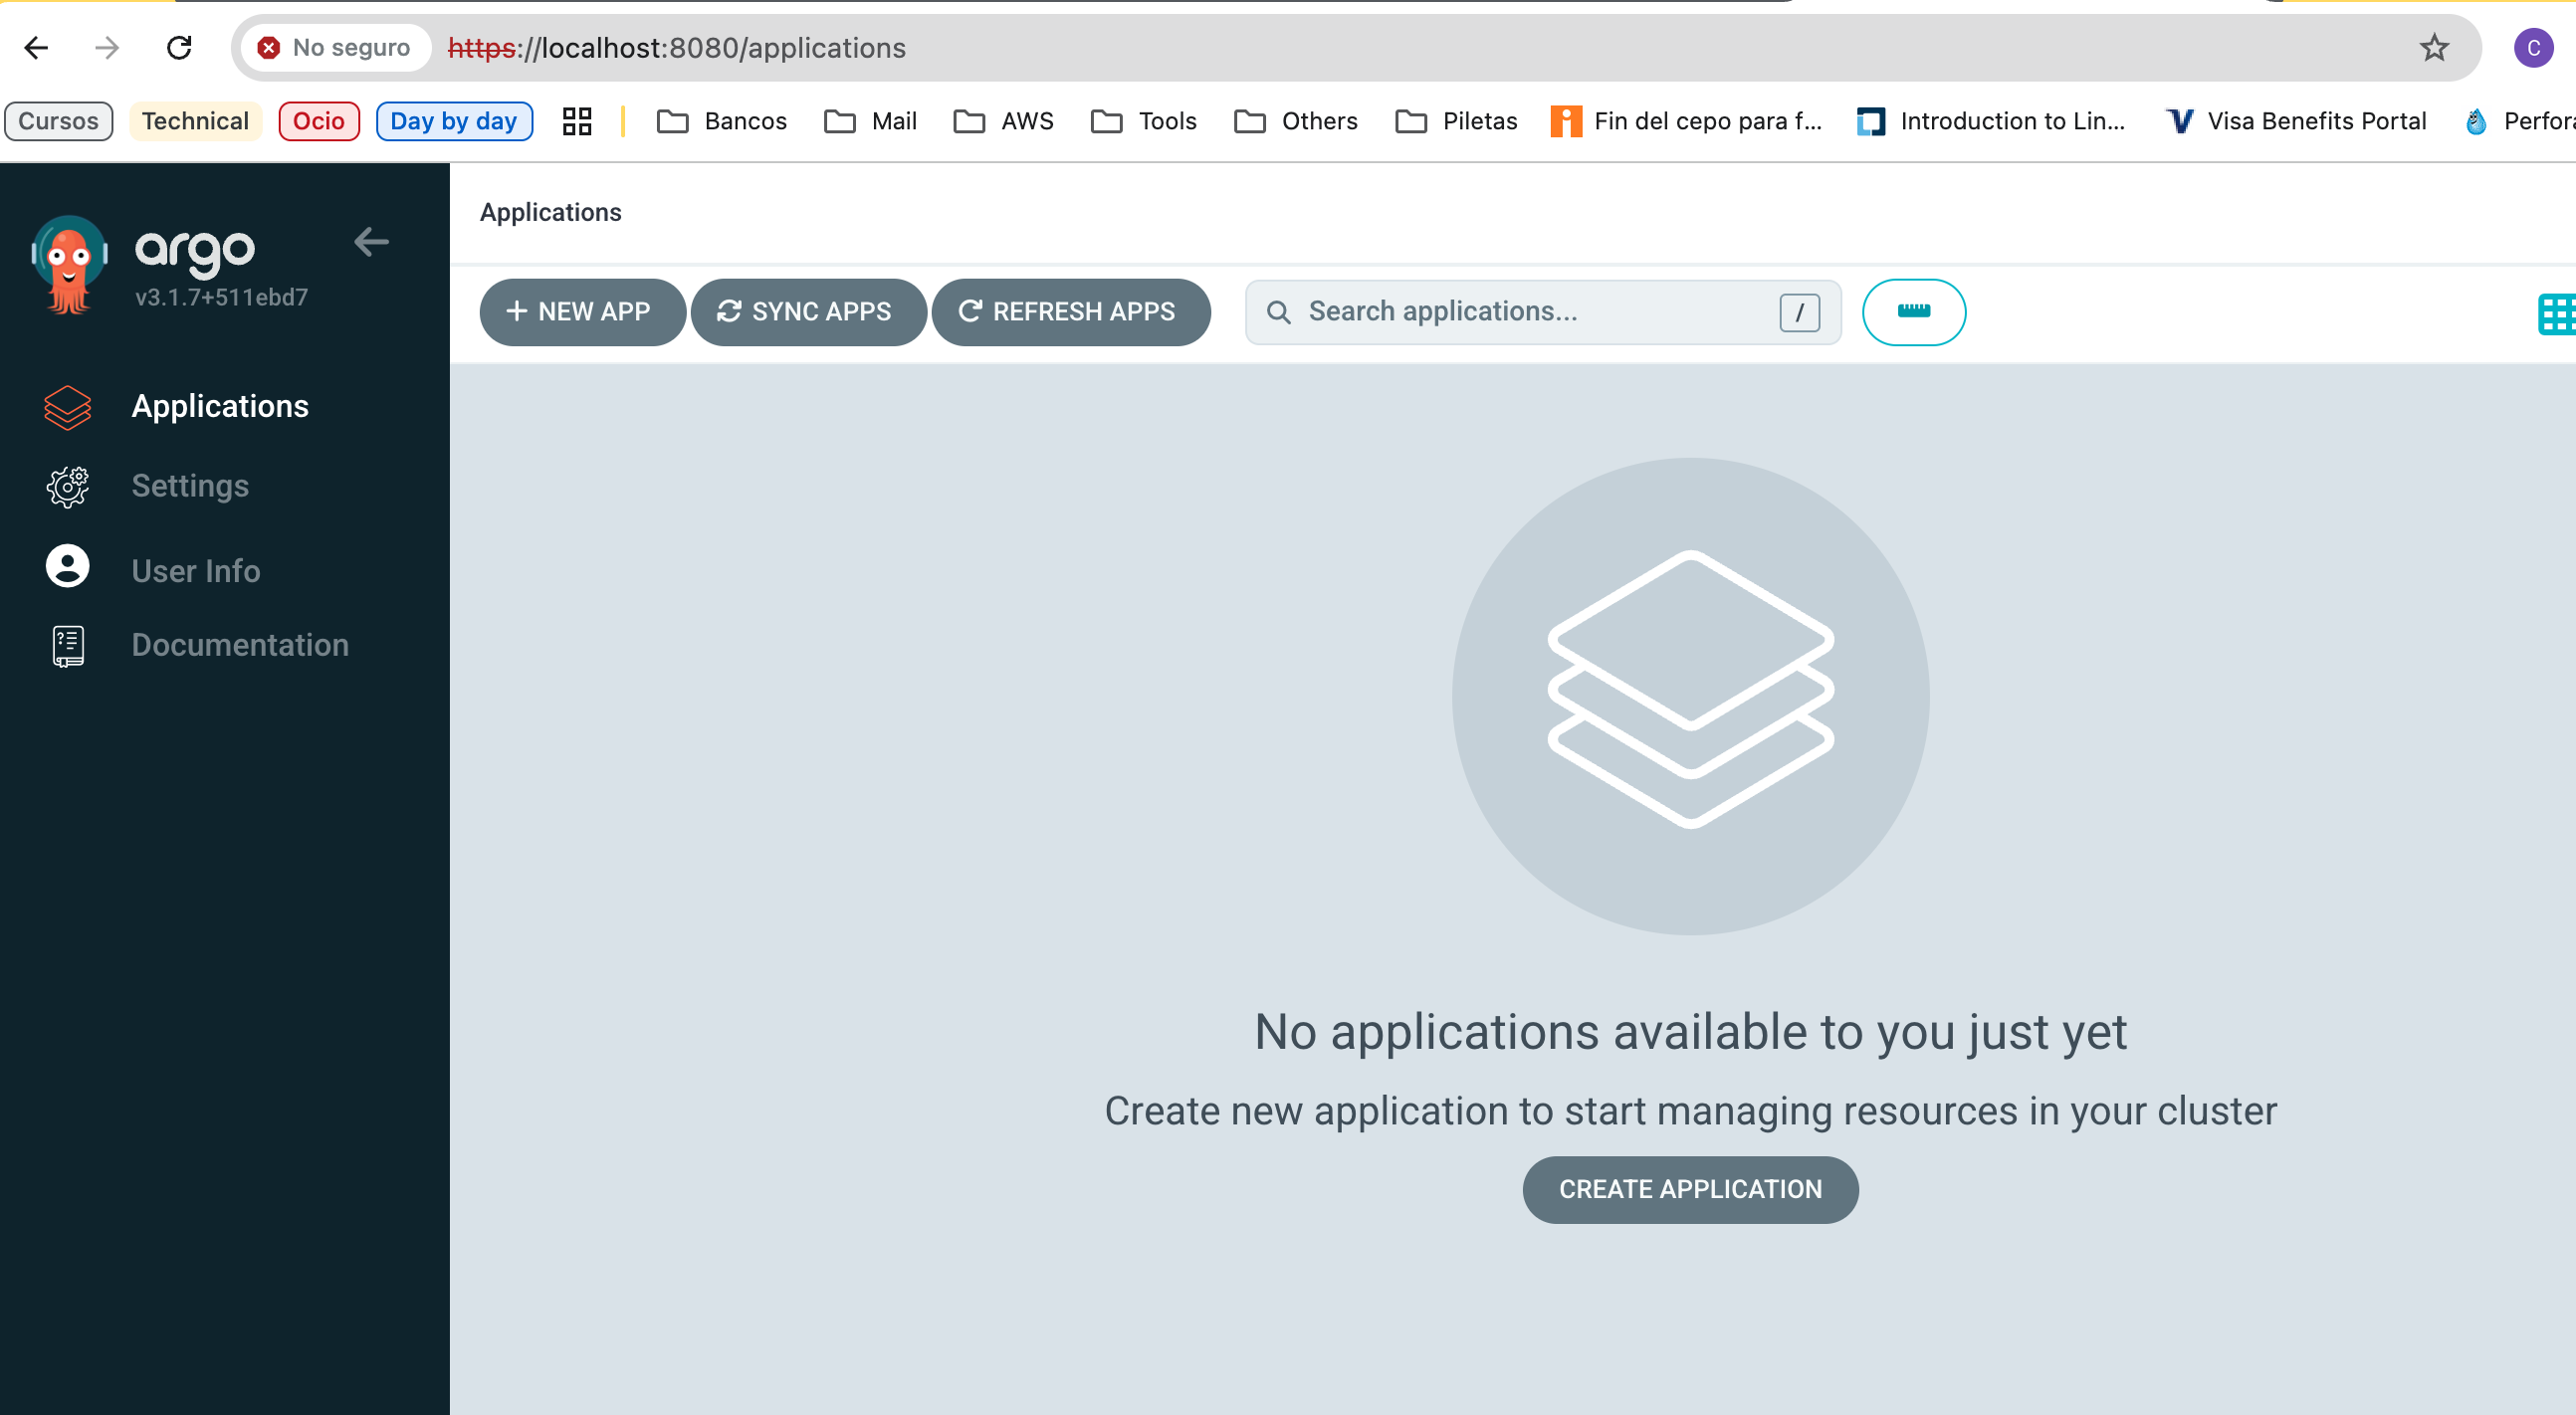 No seguro https://localhost:8080/applications C
Cursos Technical Ocio Day by day Bancos Mail AWS Tools Others Piletas Fin del cepo para f... Introduction to Lin... Visa Benefits Portal
argo
v3.1.7+511ebd7
Applications
Settings
User Info
Documentation
Applications
NEW APP SYNC APPS REFRESH APPS Search applications... /
No applications available to you just yet
Create new application to start managing resources in your cluster
CREATE APPLICATION